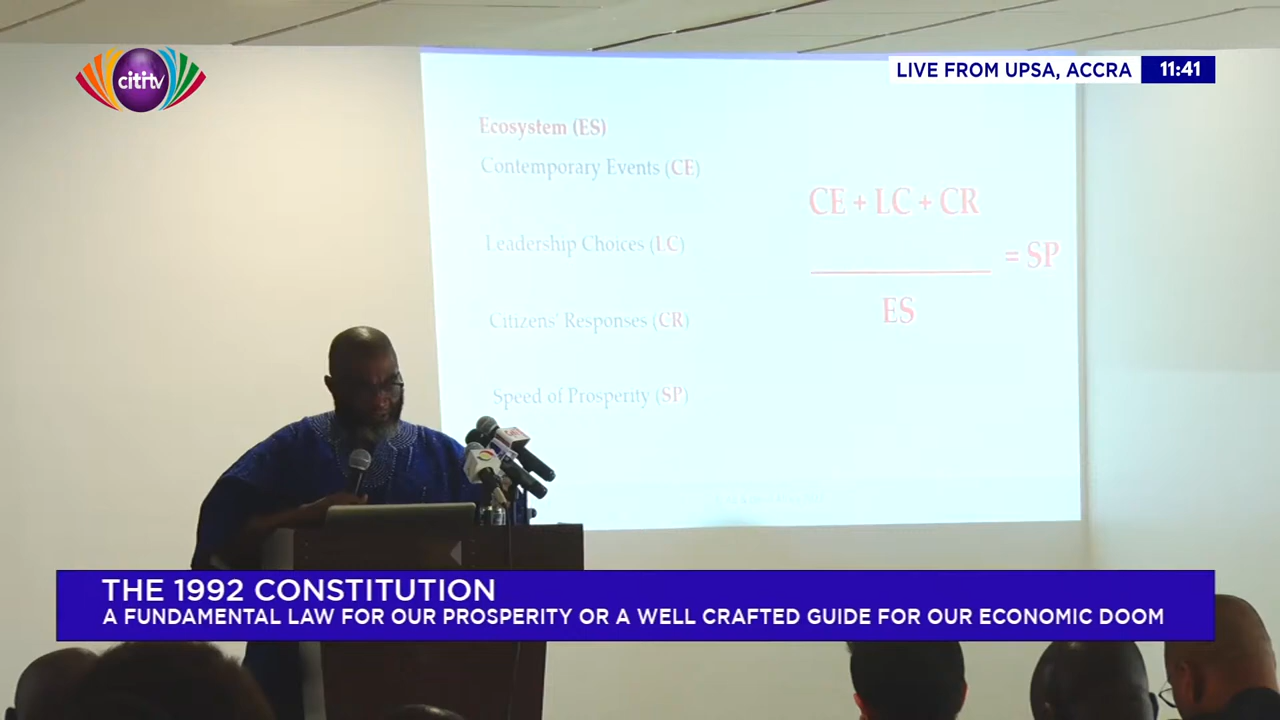 citi tv
LIVE FROM UPSA, ACCRA
11:41
Ecosystem (ES)
Contemporary Events (CE)
Leadership Choices (LC)
Citizens' Responses (CR)
Speed of Prosperity (SP)
CE + LC + CR
= SP
ES
THE 1992 CONSTITUTION
A FUNDAMENTAL LAW FOR OUR PROSPERITY OR A WELL CRAFTED GUIDE FOR OUR ECONOMIC DOOM